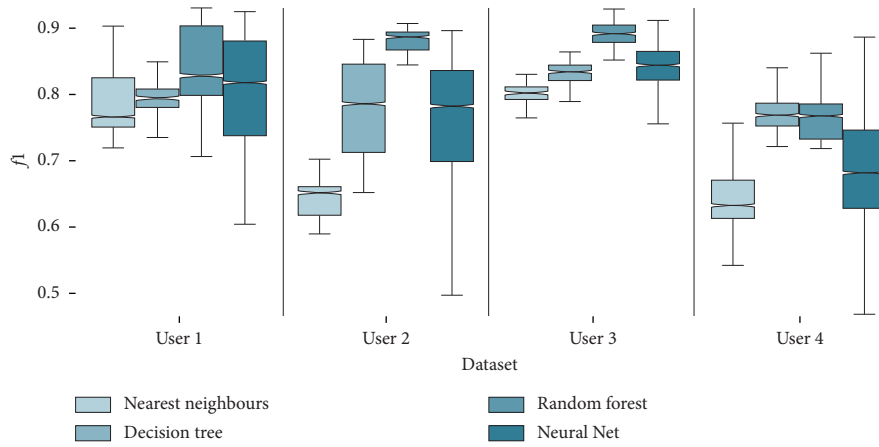 f1
0.9
0.8
0.7
0.6
0.5
User 1
User 2
User 3
User 4
Dataset
Nearest neighbours
Decision tree
Random forest
Neural Net